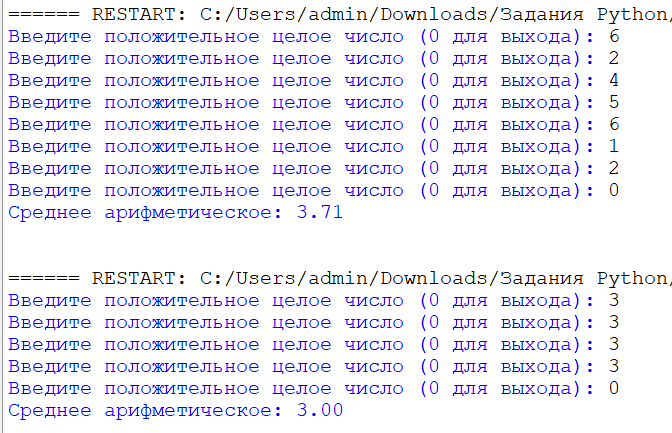 ====== RESTART: C:/Users/admin/Downloads/Задания Python/
Введите положительное целое число (0 для выхода): 6
Введите положительное целое число (0 для выхода): 2
Введите положительное целое число (0 для выхода): 4
Введите положительное целое число (0 для выхода): 5
Введите положительное целое число (0 для выхода): 6
Введите положительное целое число (0 для выхода): 1
Введите положительное целое число (0 для выхода): 2
Введите положительное целое число (0 для выхода): 0
Среднее арифметическое: 3.71
====== RESTART: C:/Users/admin/Downloads/Задания Python/
Введите положительное целое число (0 для выхода): 3
Введите положительное целое число (0 для выхода): 3
Введите положительное целое число (0 для выхода): 3
Введите положительное целое число (0 для выхода): 3
Введите положительное целое число (0 для выхода): 0
Среднее арифметическое: 3.00